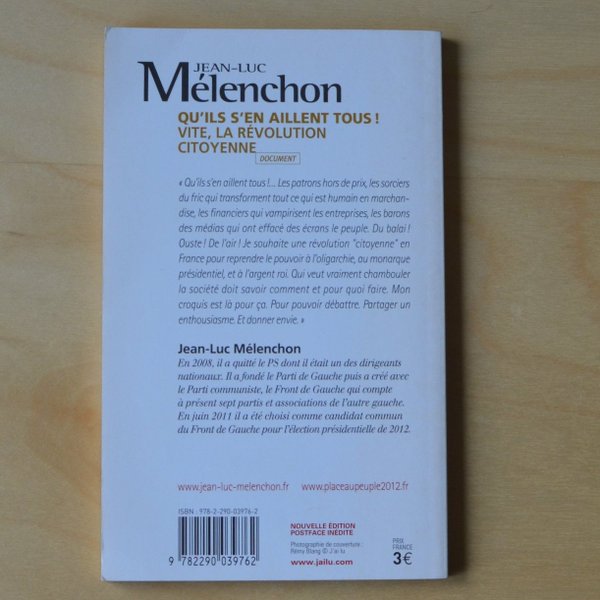 JEAN-LUC
Mélenchon
QU'ILS S'EN AILLENT TOUS !
VITE, LA RÉVOLUTION
CITOYENNE
DOCUMENT
« Qu'ils s'en aillent tous !... Les patrons hors de prix, les sorciers
du fric qui transforment tout ce qui est humain en marchan-
dise, les financiers qui vampirisent les entreprises, les barons
des médias qui ont effacé des écrans le peuple. Du balai !
Ouste ! De l'air ! Je souhaite une révolution "citoyenne" en
France pour reprendre le pouvoir à l'oligarchie, au monarque
présidentiel, et à l'argent roi. Qui veut vraiment chambouler
la société doit savoir comment et pour quoi faire. Mon
croquis est là pour ça. Pour pouvoir débattre. Partager un
enthousiasme. Et donner envie. »
Jean-Luc Mélenchon
En 2008, il a quitté le PS dont il était un des dirigeants
nationaux. Il a fondé le Parti de Gauche puis a créé avec
le Parti communiste, le Front de Gauche qui compte
à présent sept partis et associations de l'autre gauche.
En juin 2011 il a été choisi comme candidat commun
du Front de Gauche pour l'élection présidentielle de 2012.
www.jean-luc-melenchon.fr www.placeaupeuple2012.fr
ISBN : 978-2-290-03976-2
9 782290 039762
NOUVELLE ÉDITION
POSTFACE INÉDITE
Photographie de couverture :
Rémy Blang © J'ai lu
www.jailu.com
PRIX
FRANCE
3€